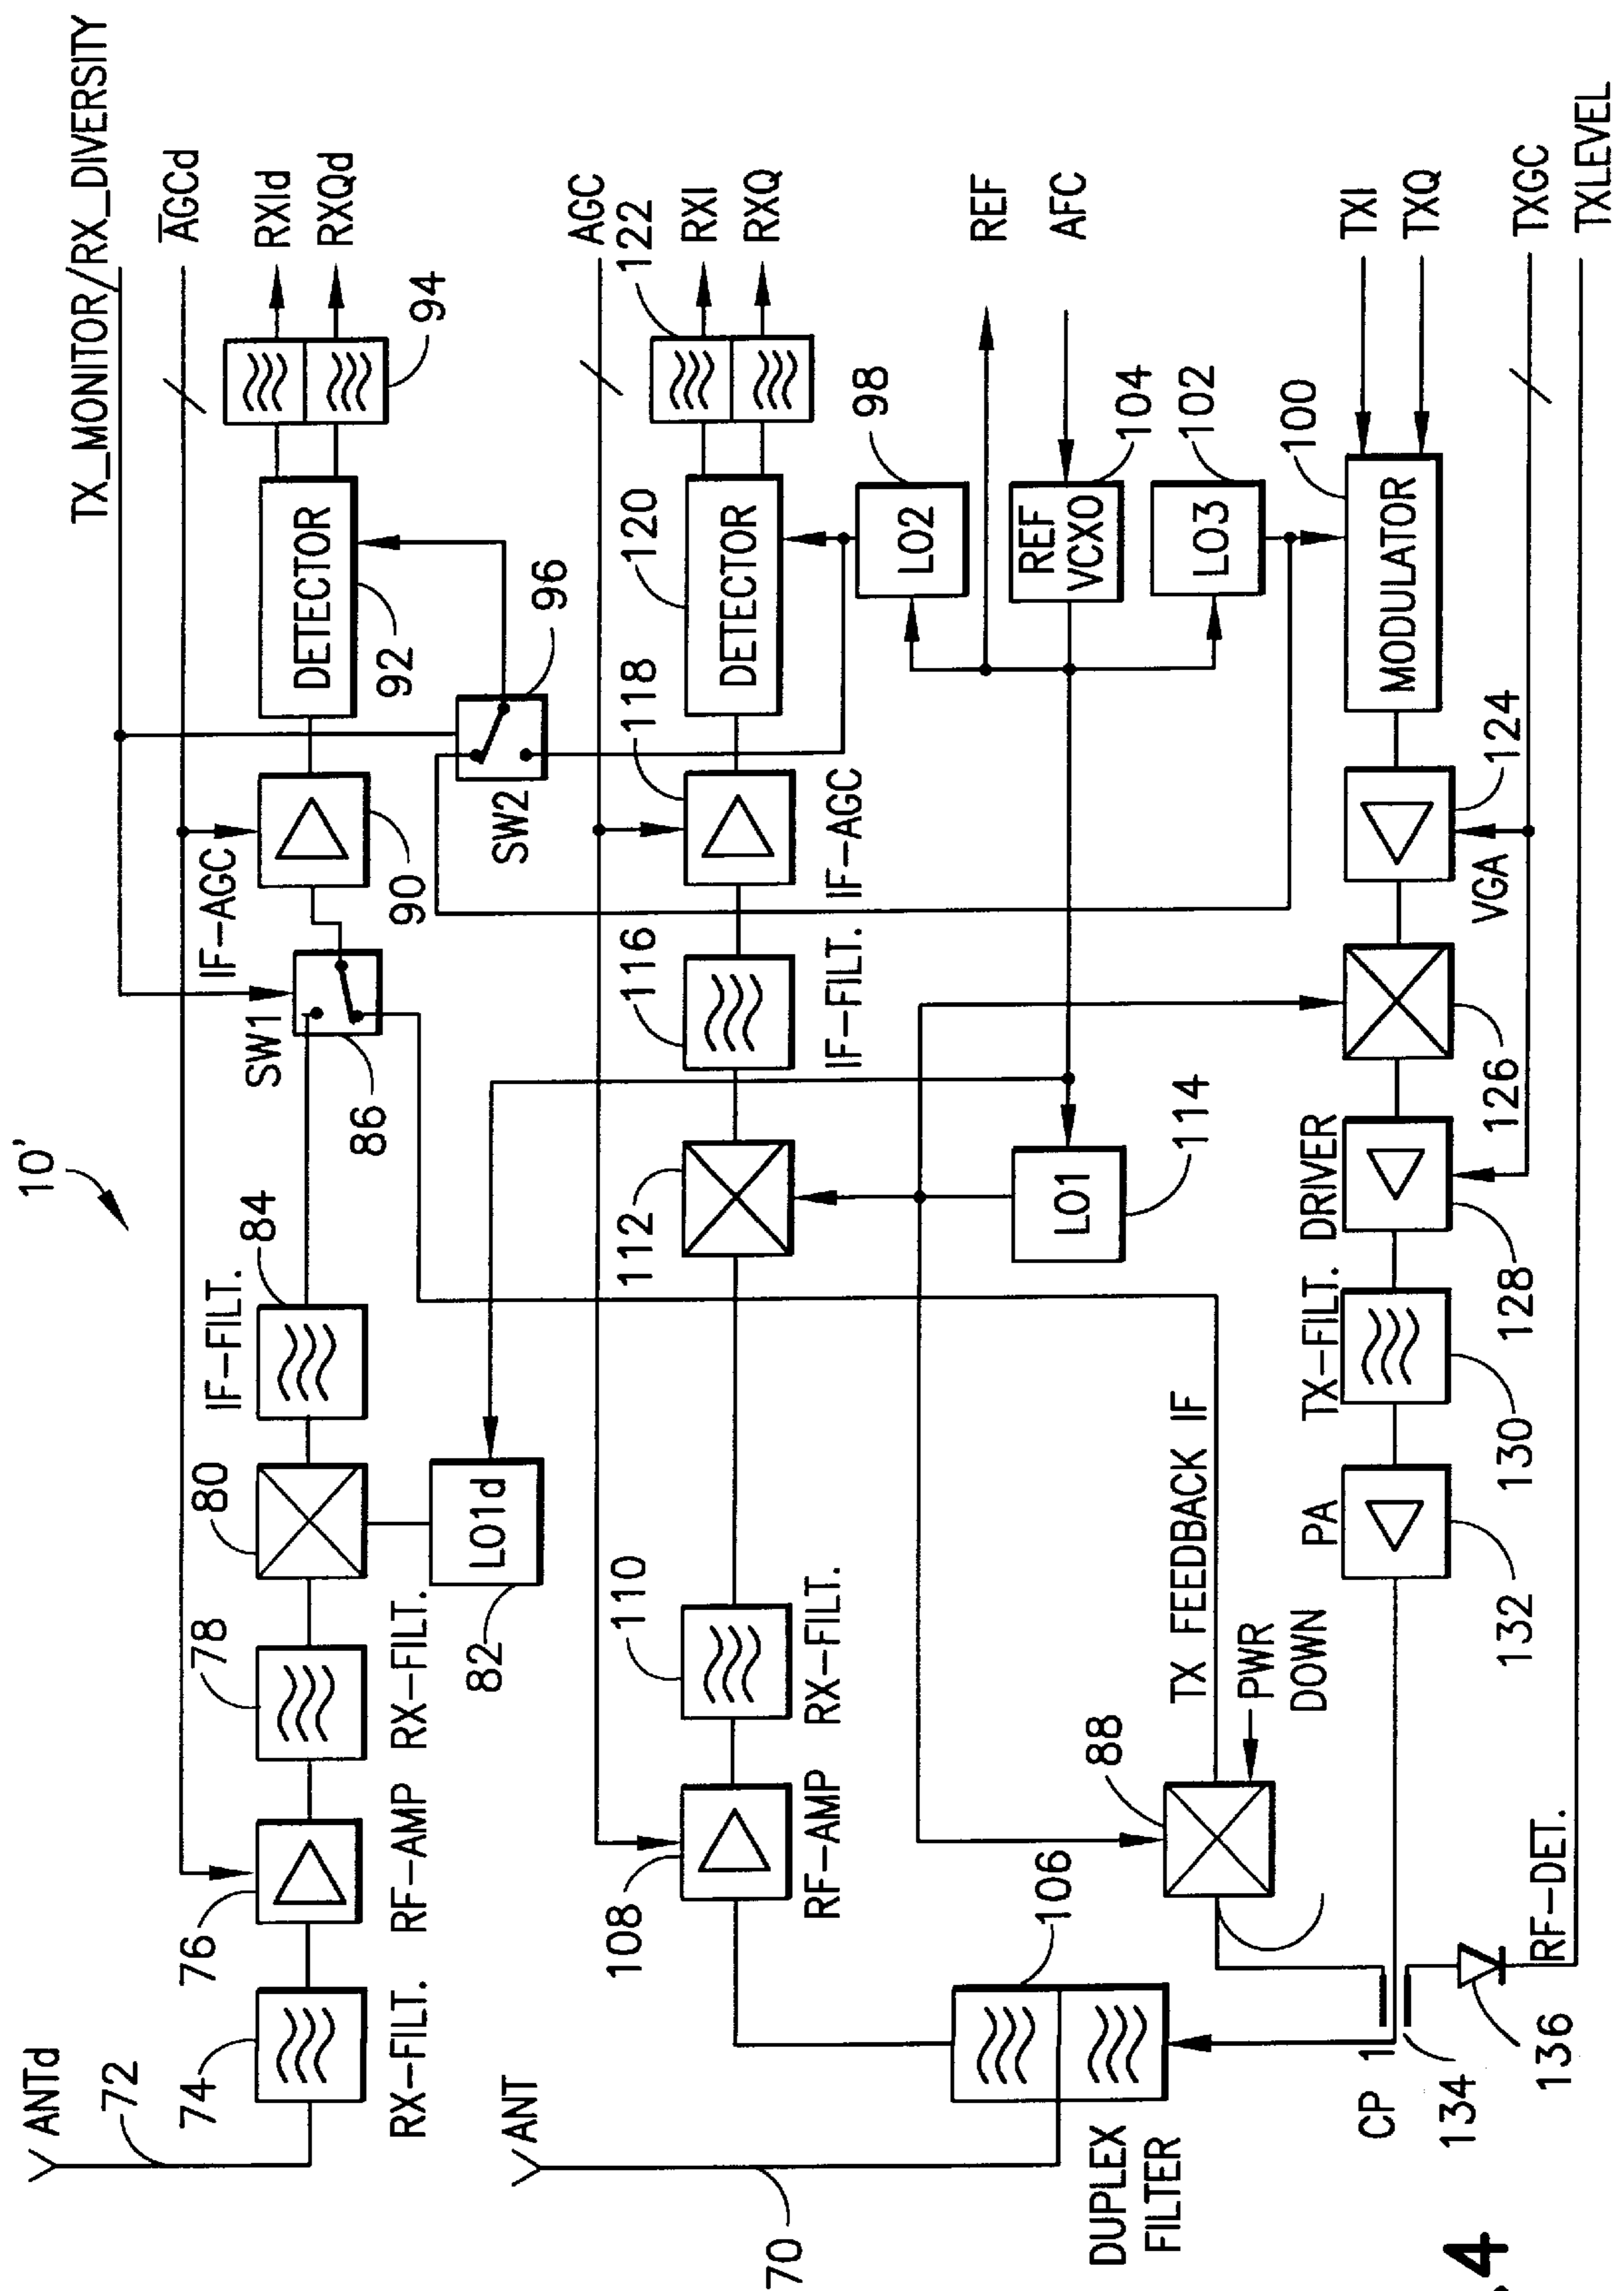 10'
TX_MONITOR/RX_DIVERSITY
AGCd
RXId
RXQd
94
DETECTOR
92
96
SW2
IF-AGC
90
SW1
86
IF-FILT.
84
80
LO1d
82
78
RX-FILT.
76
RF-AMP
74
RX-FILT.
72
ANTd
AGC
122
RXI
RXQ
120
DETECTOR
98
LO2
118
IF-AGC
116
IF-FILT.
112
LO1
114
110
RX-FILT.
108
RF-AMP
106
DUPLEX
FILTER
70
ANT
REF
AFC
REF
VCXO
104
102
LO3
TX FEEDBACK IF
88
PWR
DOWN
TXI
TXQ
100
MODULATOR
124
VGA
126
DRIVER
128
TX-FILT.
130
PA
132
CP 1
134
136
RF-DET.
TXGC
TXLEVEL
4